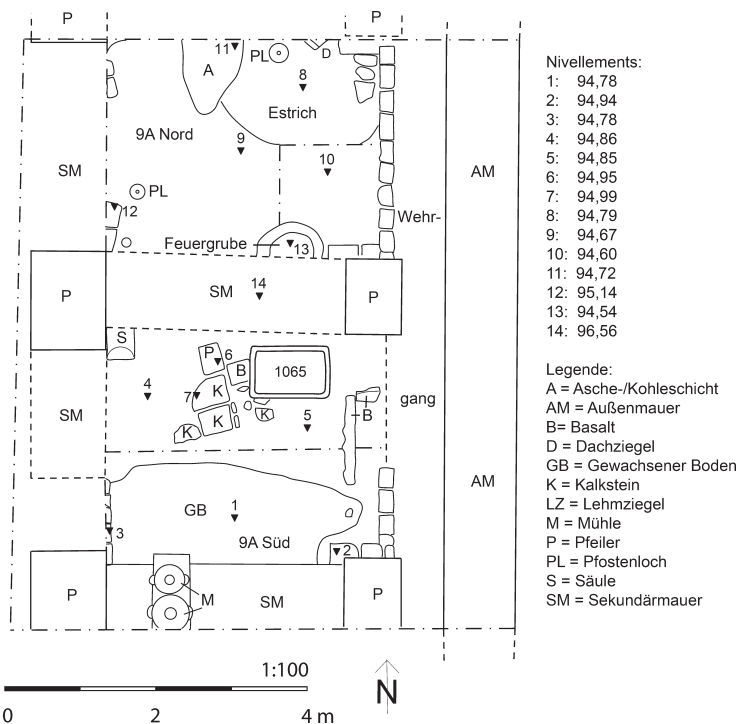 P
P
11
PL
D
A
8
Estrich
9A Nord
9
10
SM
AM
PL
12
Wehr-
Feuergrube
13
P
SM
14
P
S
P
6
B
1065
4
7
K
gang
SM
K
K
5
B
K
GB
1
AM
3
9A Süd
2
P
M
SM
P
1:100
N
0
2
4 m
Nivellements:
1: 94,78
2: 94,94
3: 94,78
4: 94,86
5: 94,85
6: 94,95
7: 94,99
8: 94,79
9: 94,67
10: 94,60
11: 94,72
12: 95,14
13: 94,54
14: 96,56
Legende:
A = Asche-/Kohleschicht
AM = Außenmauer
B= Basalt
D = Dachziegel
GB = Gewachsener Boden
K = Kalkstein
LZ = Lehmziegel
M = Mühle
P = Pfeiler
PL = Pfostenloch
S = Säule
SM = Sekundärmauer